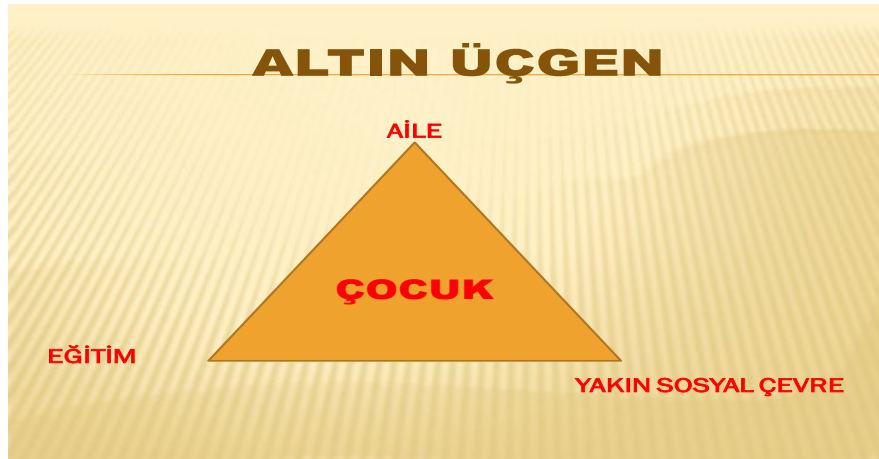 ALTIN ÜÇGEN
AİLE
ÇOCUK
EĞİTİM
YAKIN SOSYAL ÇEVRE